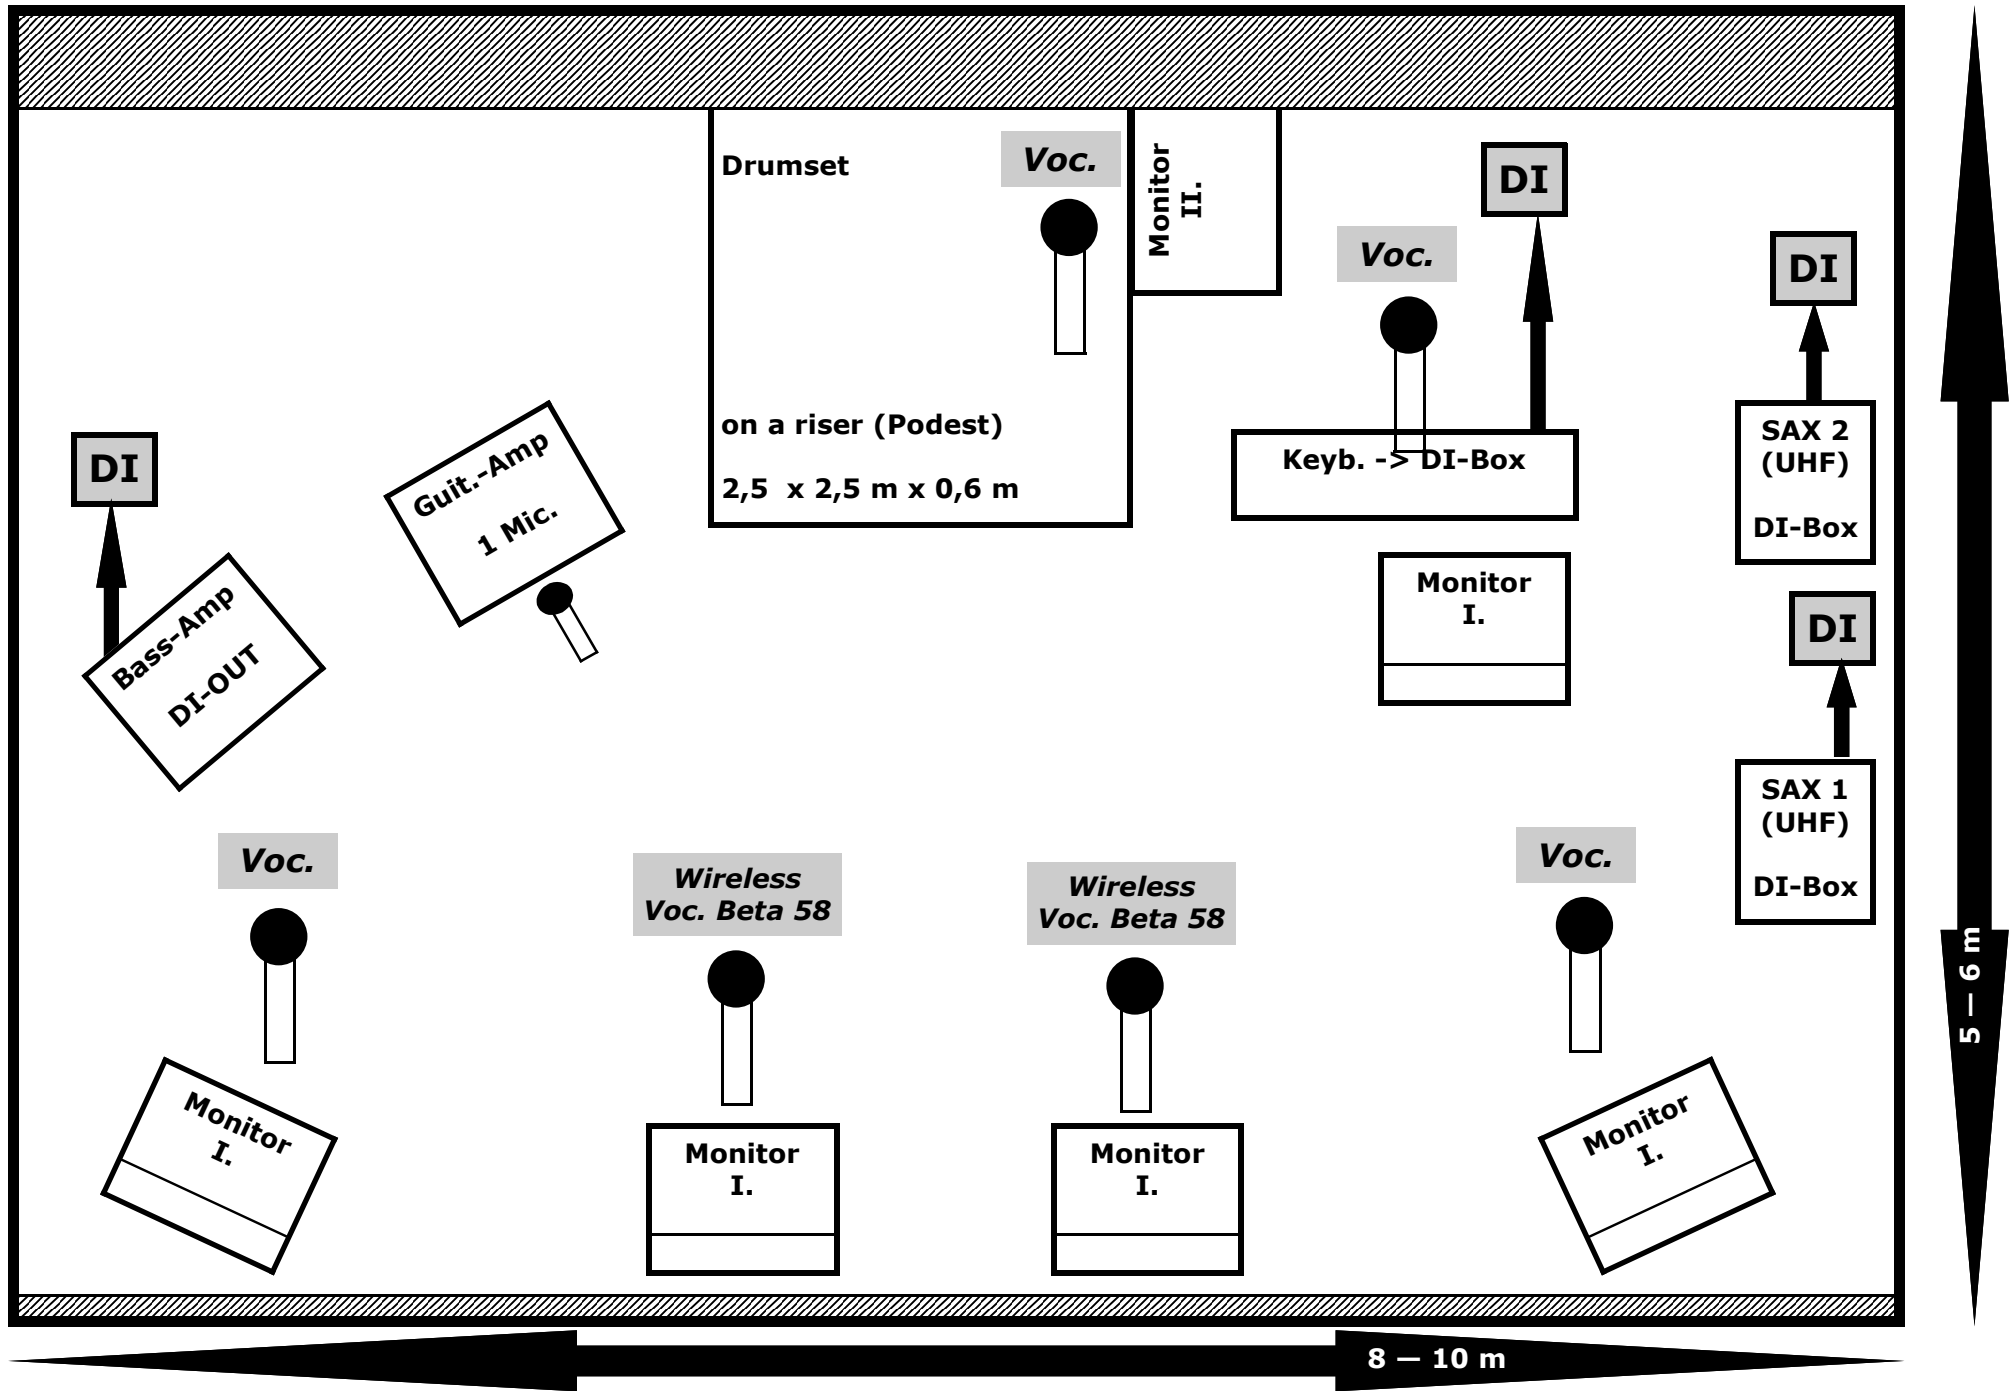 Drumset
Voc.
Monitor
II.
DI
Voc.
DI
on a riser (Podest)
2,5  x 2,5 m x 0,6 m
Guit.-Amp
1 Mic.
DI
Keyb. -> DI-Box
SAX 2
(UHF)
DI-Box
Bass-Amp
DI-OUT
Monitor
I.
DI
SAX 1
(UHF)
DI-Box
Voc.
Wireless
Voc. Beta 58
Wireless
Voc. Beta 58
Voc.
5 — 6 m
Monitor
I.
Monitor
I.
Monitor
I.
Monitor
I.
8 — 10 m